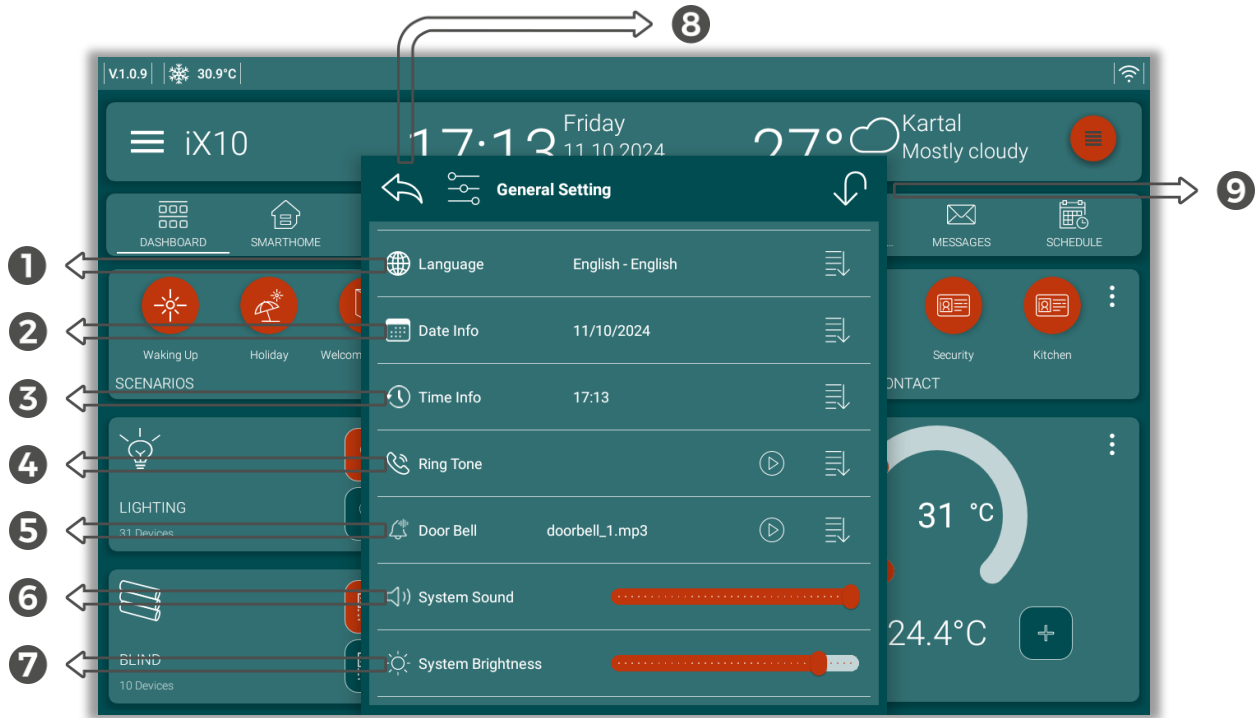 8
V.1.0.9 30.9°C
iX10 17:13 Friday 11.10.2024 27° Kartal Mostly cloudy
General Setting
9
DASHBOARD SMARTHOME ... MESSAGES SCHEDULE
1 Language English - English
2 Date Info 11/10/2024
Waking Up Holiday Welcom Security Kitchen
SCENARIOS ONTACT
3 Time Info 17:13
4 Ring Tone
LIGHTING
31 Devices
31 °C
5 Door Bell doorbell_1.mp3
6 System Sound
24.4°C
7 System Brightness
BLIND
10 Devices